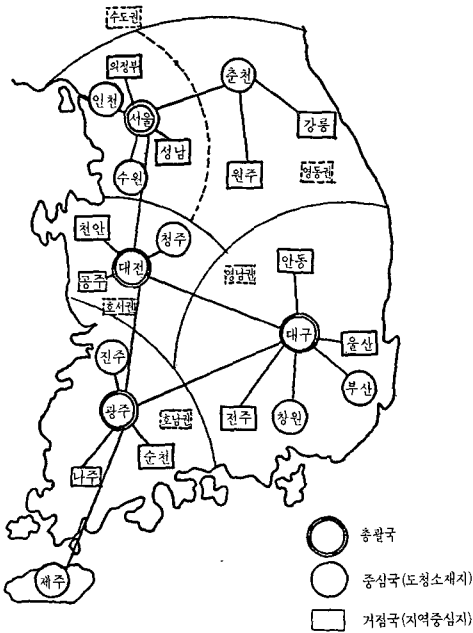 수도권
의정부
춘천
인천
서울
강릉
성남
수원
원주
영동권
천안
청주
대전
영남권
안동
공주
호서권
대구
울산
진주
부산
광주
호남권
전주
창원
순천
나주
총괄국
제주
중심국(도청소재지)
거점국(지역중심지)